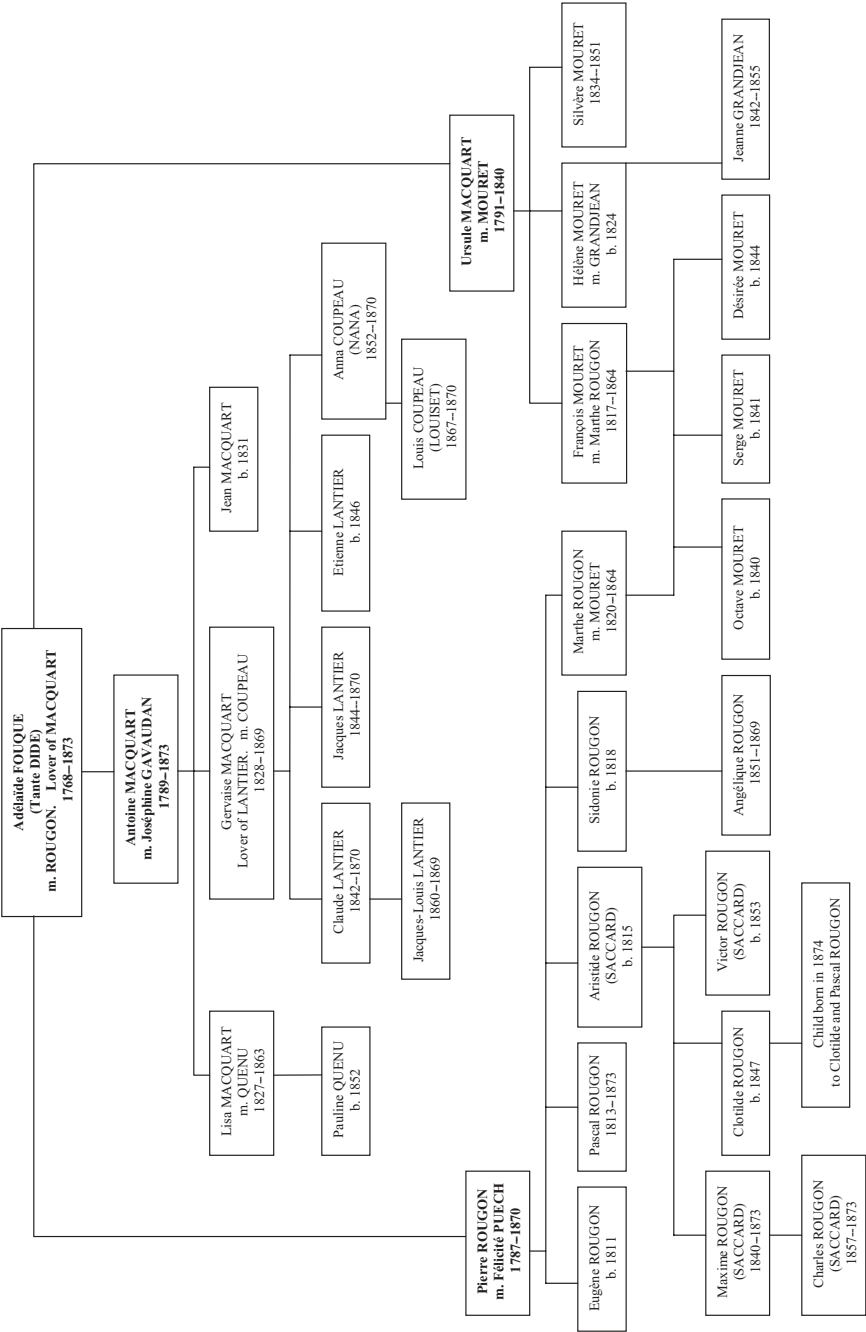 Adélaïde FOUQUE
(Tante DIDE)
m. ROUGON. Lover of MACQUART
1768–1873
Antoine MACQUART
m. Joséphine GAVAUDAN
1789–1873
Lisa MACQUART
m. QUENU
1827–1863
Gervaise MACQUART
Lover of LANTIER. m. COUPEAU
1828–1869
Jean MACQUART
b. 1831
Pauline QUENU
b. 1852
Claude LANTIER
1842–1870
Jacques LANTIER
1844–1870
Etienne LANTIER
b. 1846
Anna COUPEAU
(NANA)
1852–1870
Jacques-Louis LANTIER
1860–1869
Louis COUPEAU
(LOUISET)
1867–1870
Pierre ROUGON
m. Félicité PUECH
1787–1870
Ursule MACQUART
m. MOURET
1791–1840
Eugène ROUGON
b. 1811
Pascal ROUGON
1813–1873
Aristide ROUGON
(SACCARD)
b. 1815
Sidonie ROUGON
b. 1818
Marthe ROUGON
m. MOURET
1820–1864
François MOURET
m. Marthe ROUGON
1817–1864
Hélène MOURET
m. GRANDJEAN
b. 1824
Silvère MOURET
1834–1851
Maxime ROUGON
(SACCARD)
1840–1873
Clotilde ROUGON
b. 1847
Victor ROUGON
(SACCARD)
b. 1853
Angélique ROUGON
1851–1869
Octave MOURET
b. 1840
Serge MOURET
b. 1841
Désirée MOURET
b. 1844
Jeanne GRANDJEAN
1842–1855
Charles ROUGON
(SACCARD)
1857–1873
Child born in 1874
to Clotilde and Pascal ROUGON